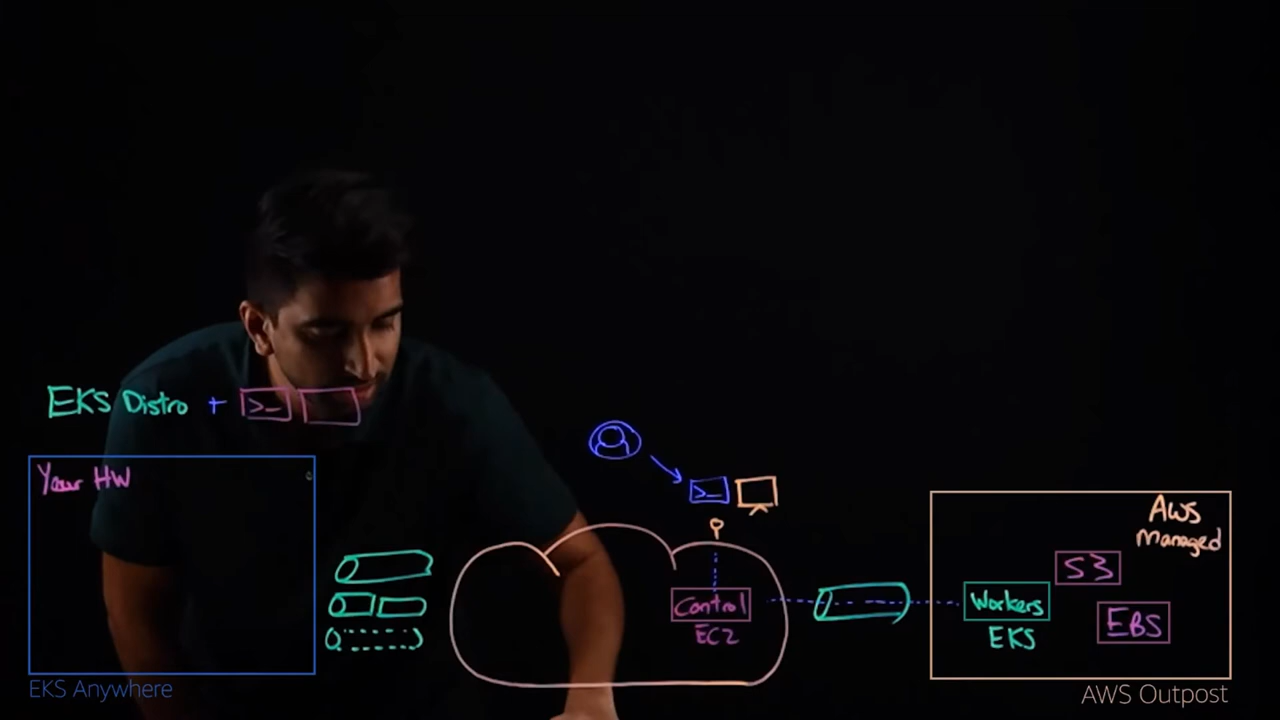 EKS Distro + >_
Your HW
EKS Anywhere
>_
Control
EC2
AWS
Managed
S3
Workers
EKS
EBS
AWS Outpost